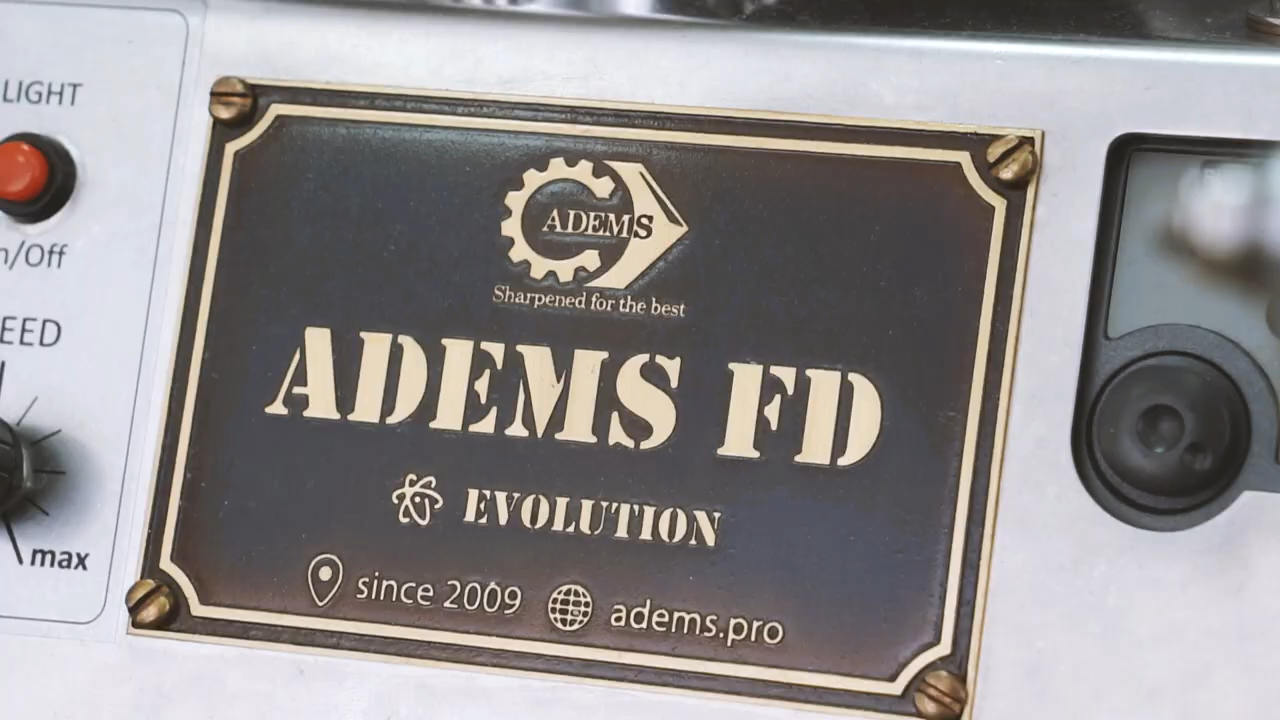 LIGHT
n/Off
EED
max
ADEMS
Sharpened for the best
ADEMS FD
EVOLUTION
since 2009 adems.pro